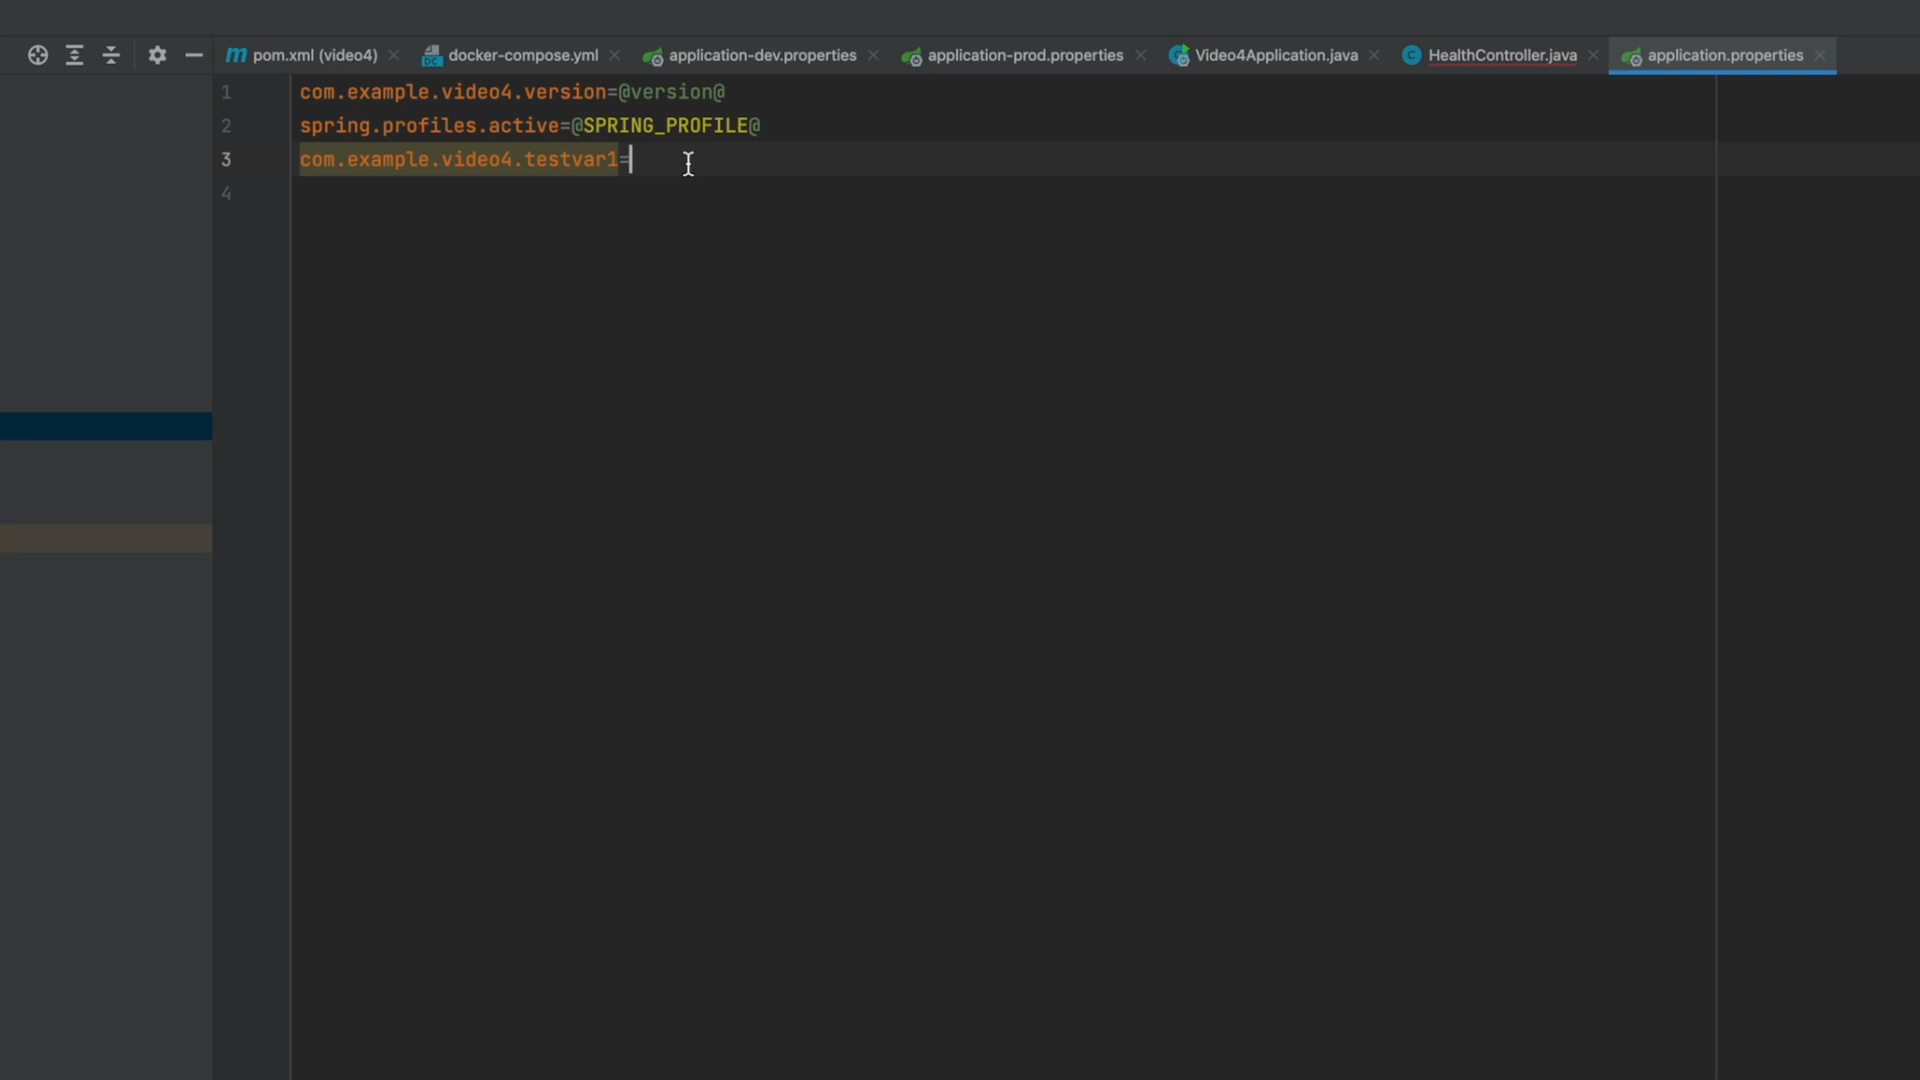 pom.xml (video4)
docker-compose.yml
application-dev.properties
application-prod.properties
Video4Application.java
HealthController.java
application.properties
1 com.example.video4.version=@version@
2 spring.profiles.active=@SPRING_PROFILE@
3 com.example.video4.testvar1=
4